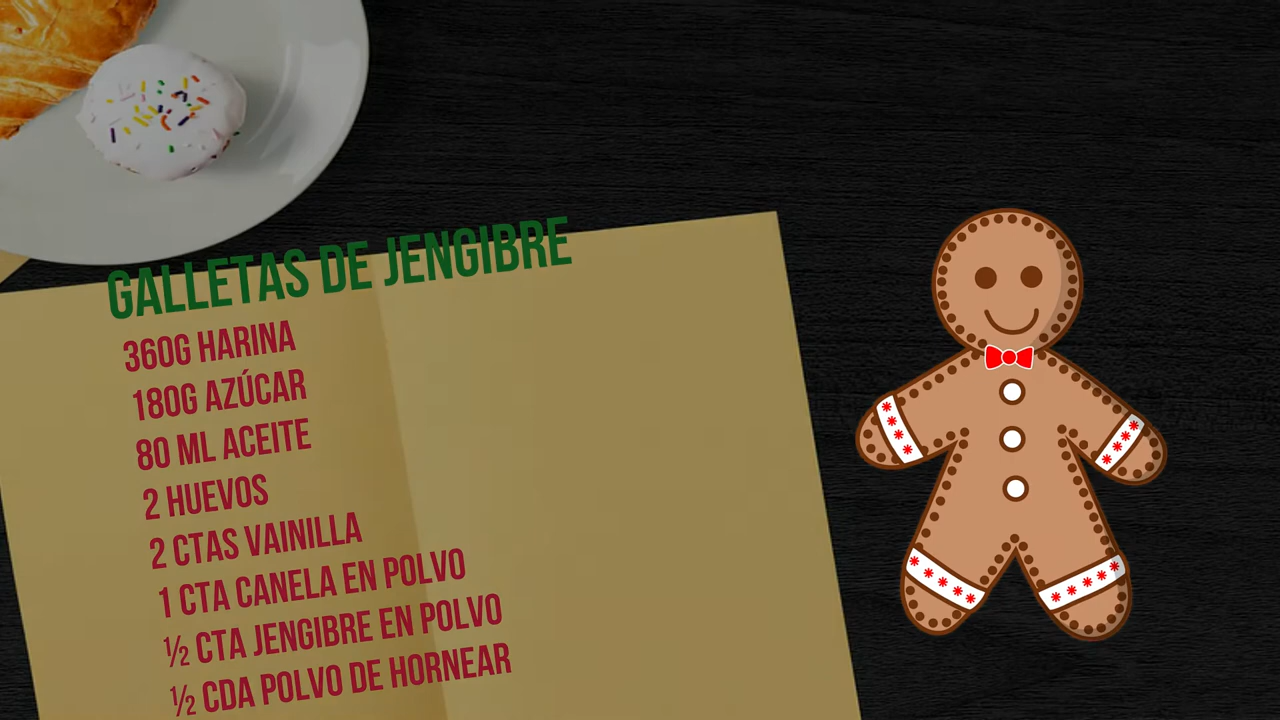 GALLETAS DE JENGIBRE
360G HARINA
180G AZÚCAR
80 ML ACEITE
2 HUEVOS
2 CTAS VAINILLA
1 CTA CANELA EN POLVO
½ CTA JENGIBRE EN POLVO
½ CDA POLVO DE HORNEAR